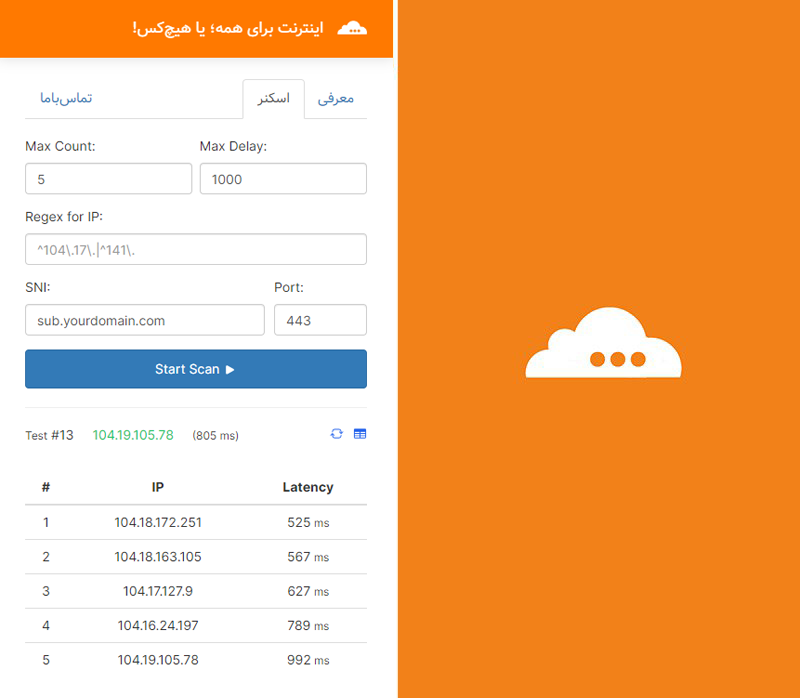 اینترنت برای همه؛ یا هیچ‌کس!
معرفی اسکنر تماس‌باما
Max Count: Max Delay:
5 1000
Regex for IP:
^104\.17\.|^141\.
SNI: Port:
sub.yourdomain.com 443
Start Scan
Test #13 104.19.105.78 (805 ms)
# IP Latency
1 104.18.172.251 525 ms
2 104.18.163.105 567 ms
3 104.17.127.9 627 ms
4 104.16.24.197 789 ms
5 104.19.105.78 992 ms